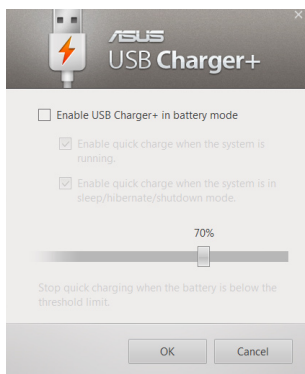 ASUS
USB Charger+
Enable USB Charger+ in battery mode
Enable quick charge when the system is
running.
Enable quick charge when the system is in
sleep/hibernate/shutdown mode.
70%
Stop quick charging when the battery is below the
threshold limit.
OK
Cancel